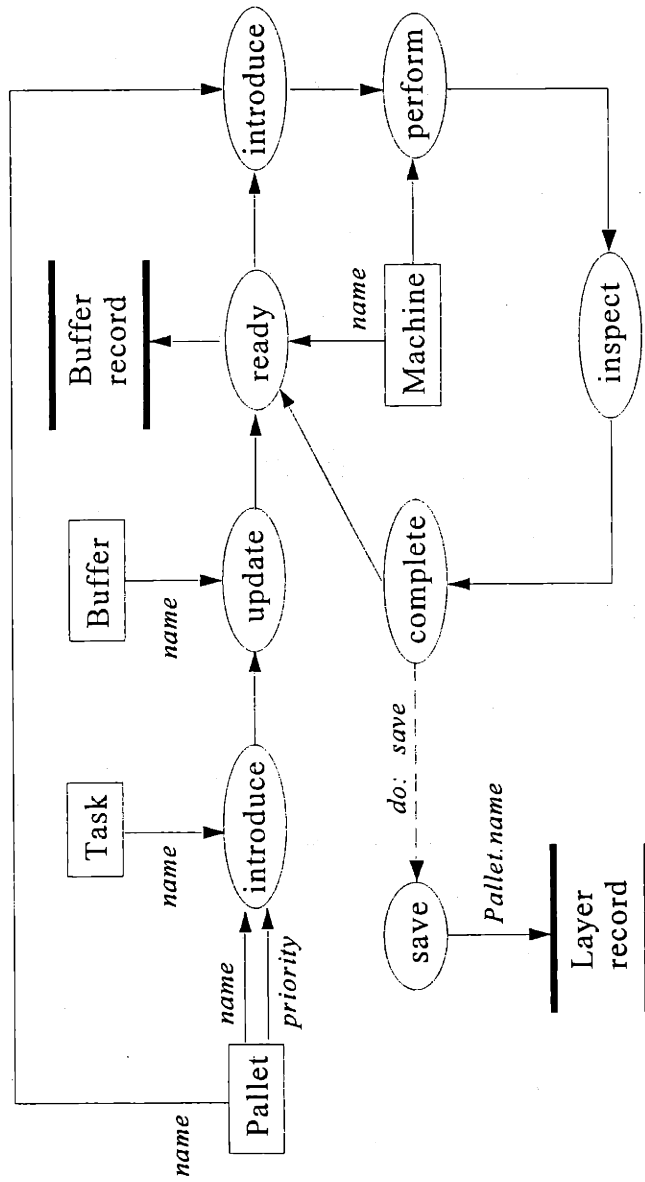 Task
Buffer
Buffer
record
name
name
name
name
Pallet
introduce
update
ready
introduce
priority
name
do: save
save
complete
Machine
perform
Pallet.name
Layer
record
inspect